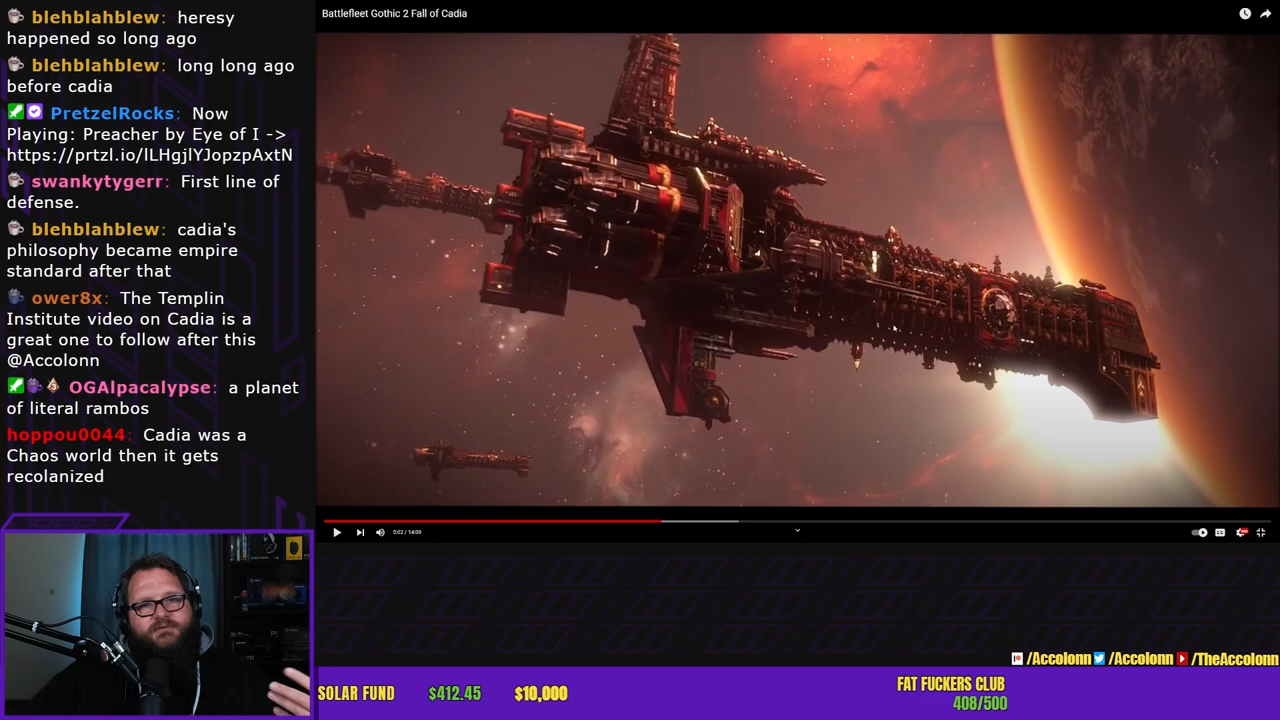 blehblahblew: heresy
happened so long ago
blehblahblew: long long ago
before cadia
PretzelRocks: Now
Playing: Preacher by Eye of I ->
https://prtzl.io/lLHgjlYJopzpAxtN
swankytygerr: First line of
defense.
blehblahblew: cadia's
philosophy became empire
standard after that
ower8x: The Templin
Institute video on Cadia is a
great one to follow after this
@Accolonn
OGAlpacalypse: a planet
of literal rambos
hoppou0044: Cadia was a
Chaos world then it gets
recolanized
Battlefleet Gothic 2 Fall of Cadia
5:02 / 14:00
/Accolonn /Accolonn /TheAccolonn
SOLAR FUND $412.45 $10,000
FAT FUCKERS CLUB
408/500